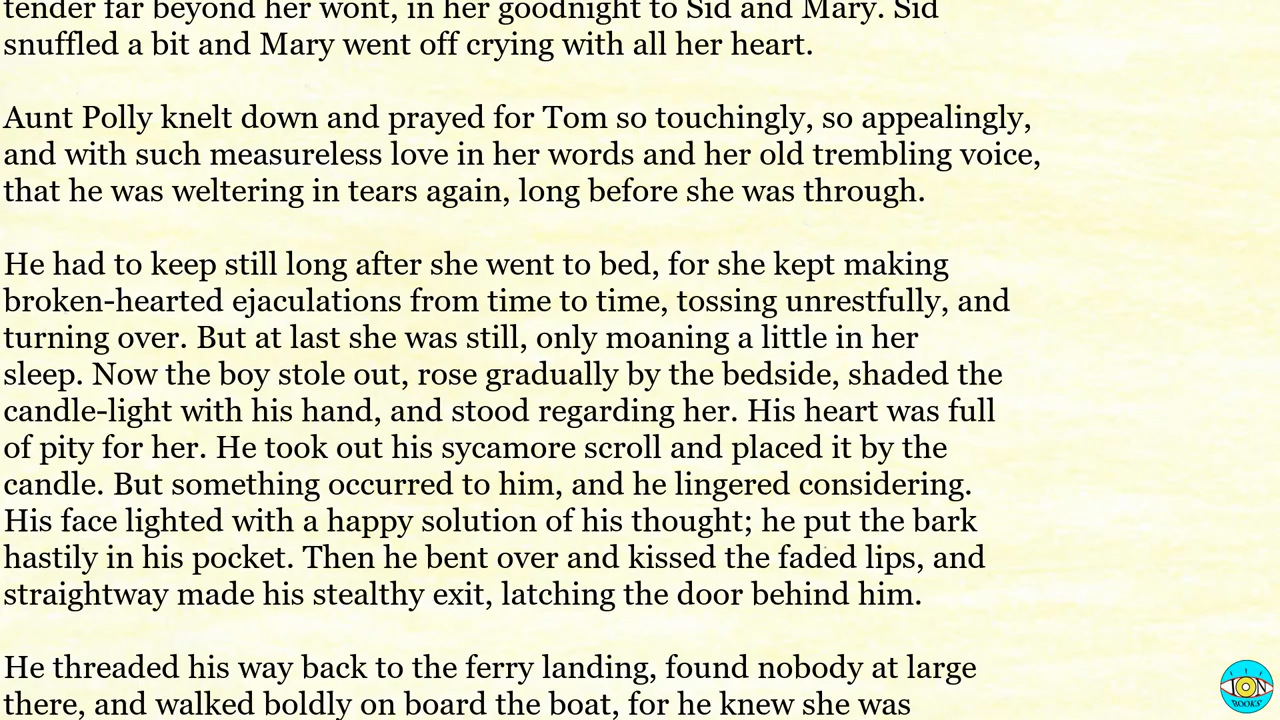 tender far beyond her wont, in her goodnight to Sid and Mary. Sid
snuffled a bit and Mary went off crying with all her heart.
Aunt Polly knelt down and prayed for Tom so touchingly, so appealingly,
and with such measureless love in her words and her old trembling voice,
that he was weltering in tears again, long before she was through.
He had to keep still long after she went to bed, for she kept making
broken-hearted ejaculations from time to time, tossing unrestfully, and
turning over. But at last she was still, only moaning a little in her
sleep. Now the boy stole out, rose gradually by the bedside, shaded the
candle-light with his hand, and stood regarding her. His heart was full
of pity for her. He took out his sycamore scroll and placed it by the
candle. But something occurred to him, and he lingered considering.
His face lighted with a happy solution of his thought; he put the bark
hastily in his pocket. Then he bent over and kissed the faded lips, and
straightway made his stealthy exit, latching the door behind him.
He threaded his way back to the ferry landing, found nobody at large
there, and walked boldly on board the boat, for he knew she was
ION
BOOKS